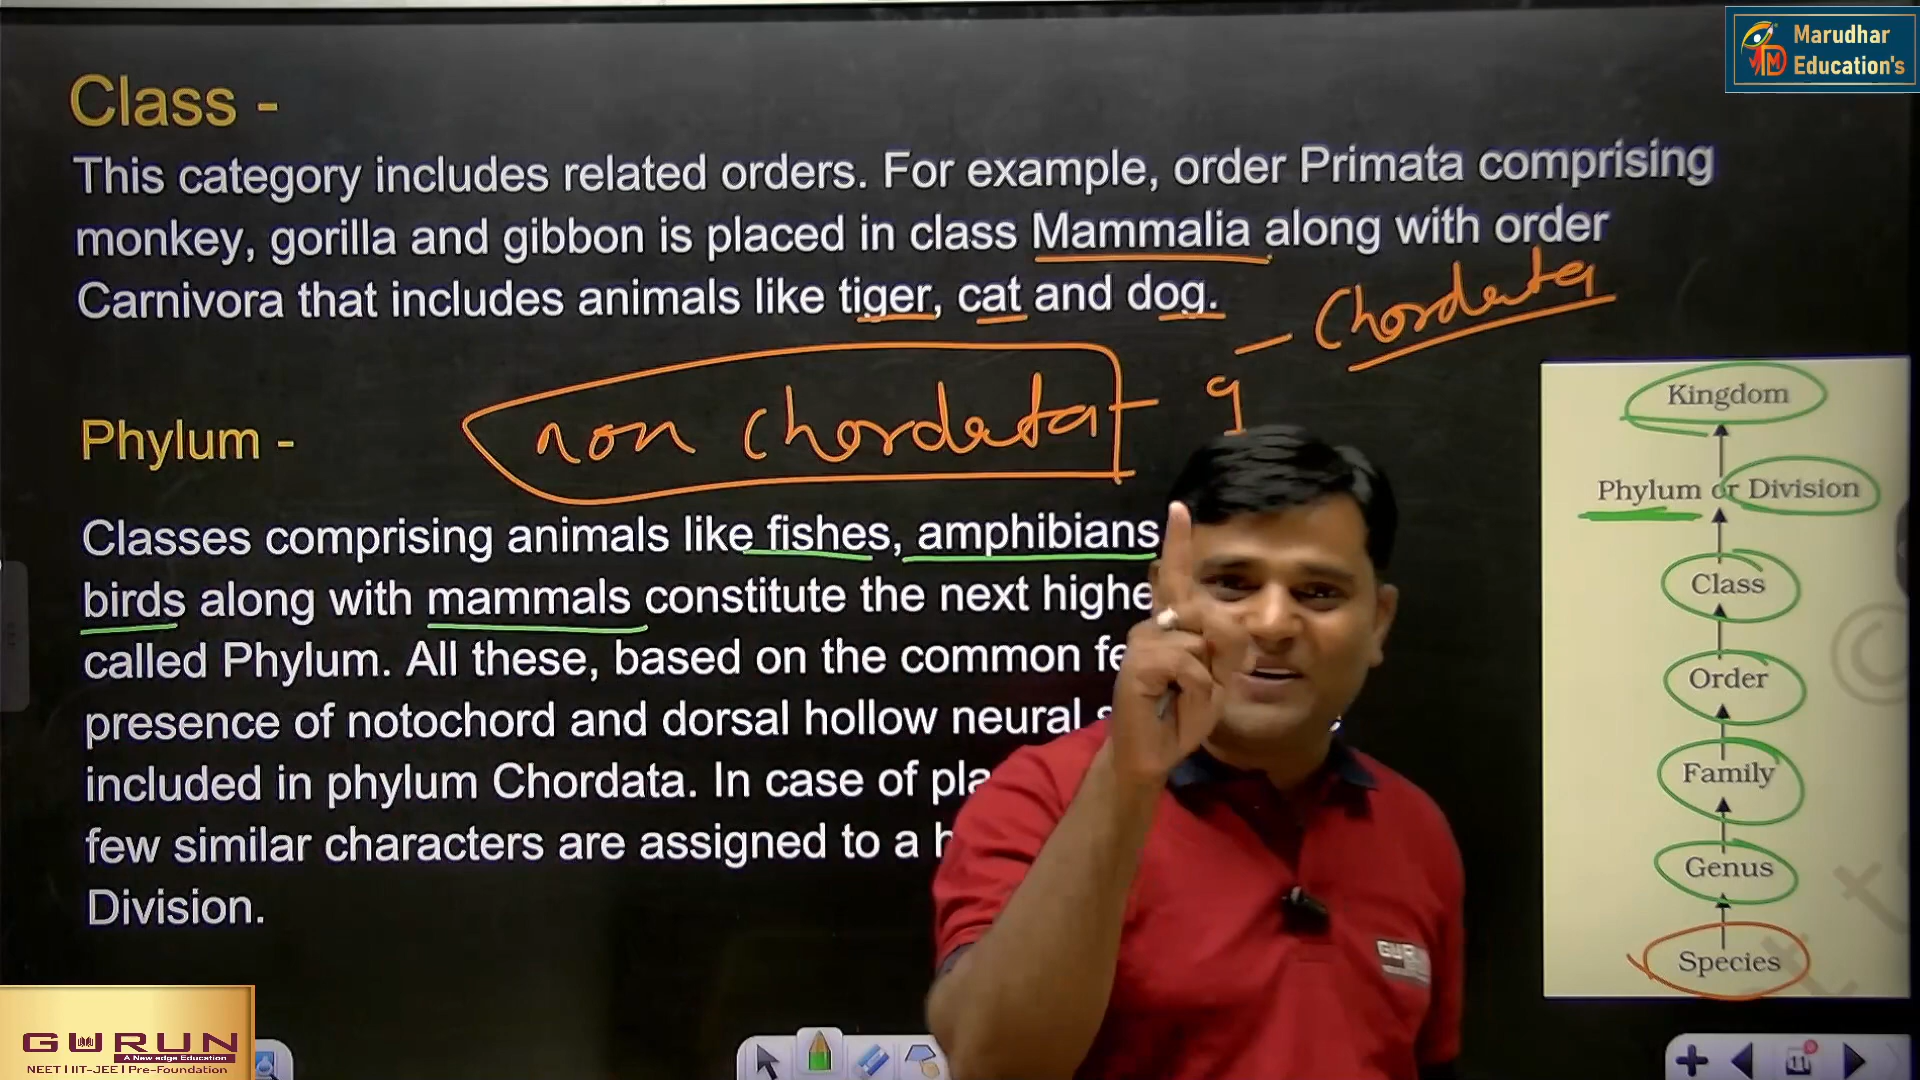 Marudhar
Education's
Class -
This category includes related orders. For example, order Primata comprising
monkey, gorilla and gibbon is placed in class Mammalia along with order
Carnivora that includes animals like tiger, cat and dog.
9 - Chordata
non chordata
Phylum -
Classes comprising animals like fishes, amphibians
birds along with mammals constitute the next highe
called Phylum. All these, based on the common fe
presence of notochord and dorsal hollow neural s
included in phylum Chordata. In case of pla
few similar characters are assigned to a h
Division.
Kingdom
Phylum or Division
Class
Order
Family
Genus
Species
GURUN
A New edge Education
NEET | IIT-JEE | Pre-Foundation
11